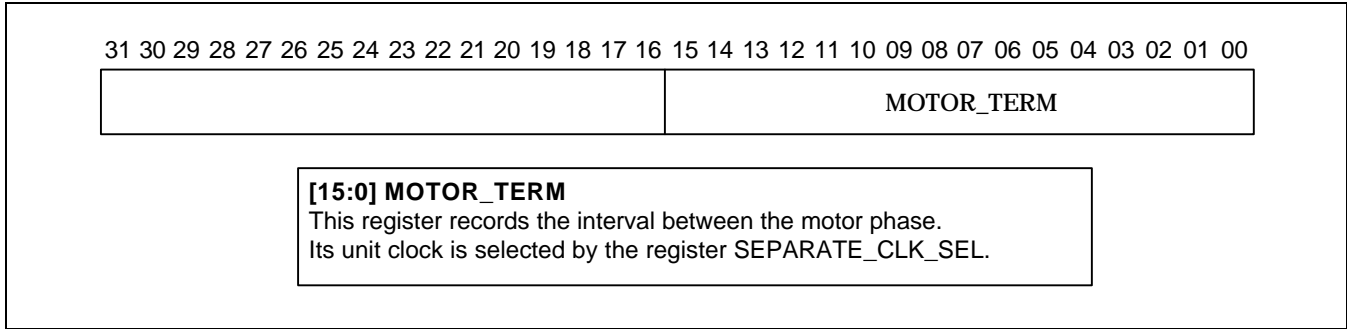 31 30 29 28 27 26 25 24 23 22 21 20 19 18 17 16 15 14 13 12 11 10 09 08 07 06 05 04 03 02 01 00
MOTOR_TERM
[15:0] MOTOR_TERM
This register records the interval between the motor phase.
Its unit clock is selected by the register SEPARATE_CLK_SEL.